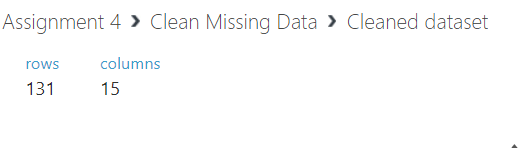 Assignment 4 › Clean Missing Data › Cleaned dataset
rows columns
131 15